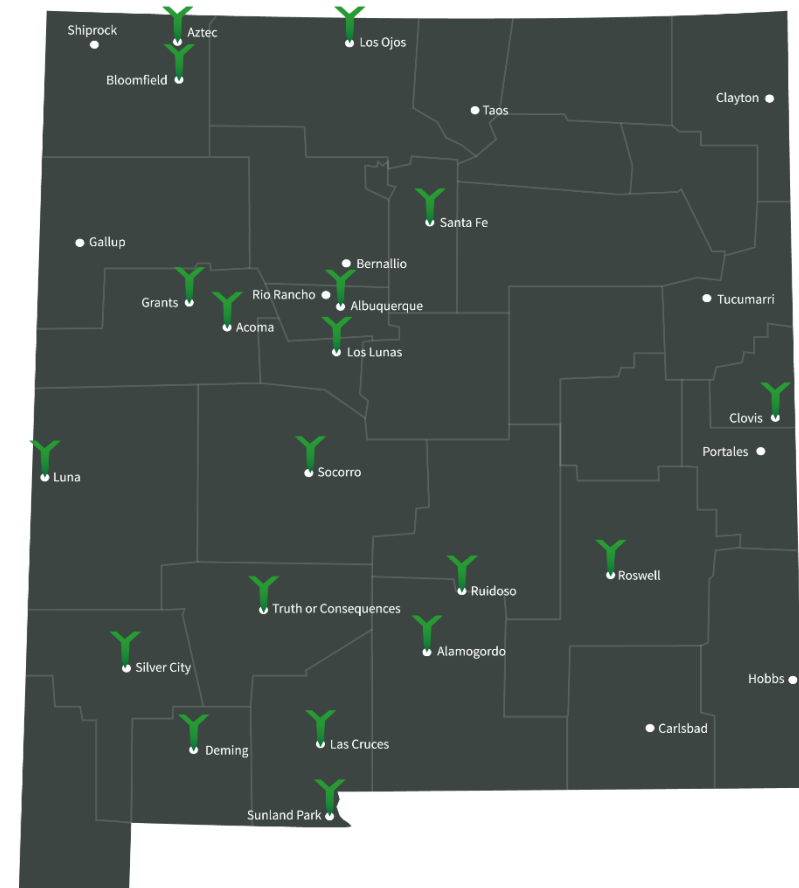 Shiprock
Aztec
Los Ojos
Bloomfield
Clayton
Taos
Santa Fe
Gallup
Bernallio
Rio Rancho
Tucumarri
Grants
Albuquerque
Acoma
Los Lunas
Clovis
Portales
Luna
Socorro
Roswell
Ruidoso
Truth or Consequences
Alamogordo
Silver City
Hobbs
Carlsbad
Las Cruces
Deming
Sunland Park